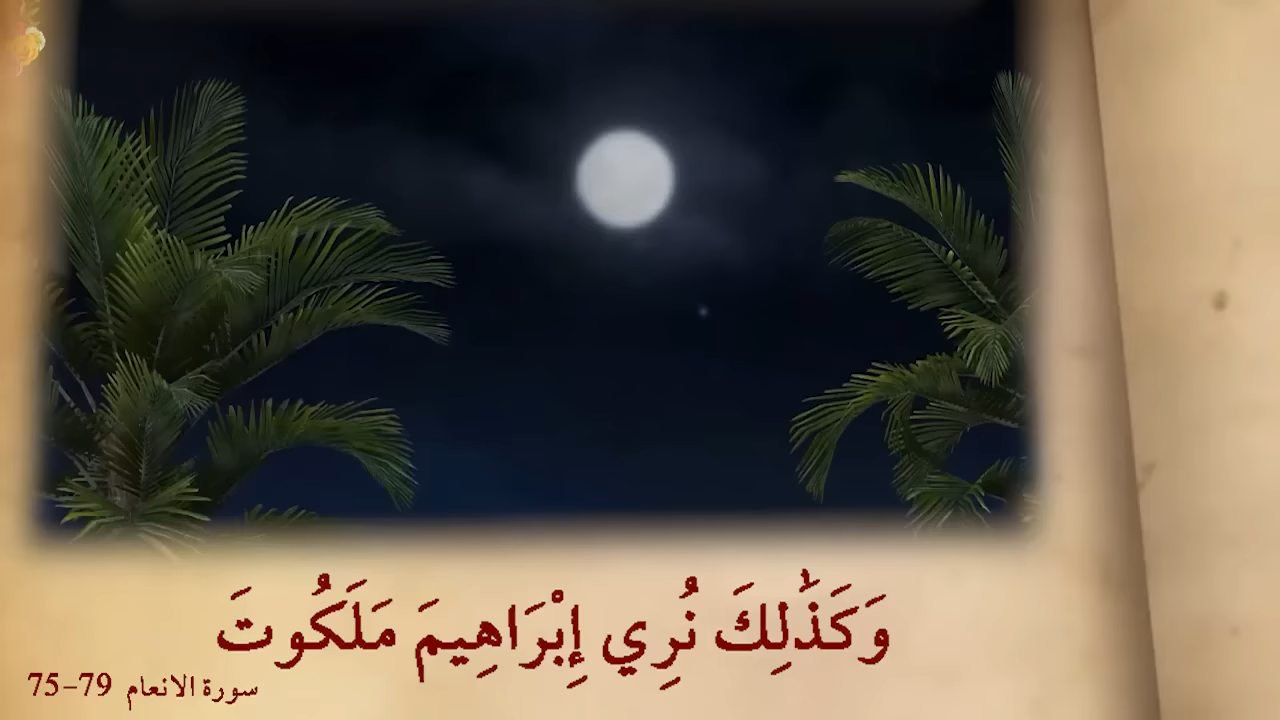 وَكَذَٰلِكَ نُرِي إِبْرَاهِيمَ مَلَكُوتَ
سورة الانعام 79-75